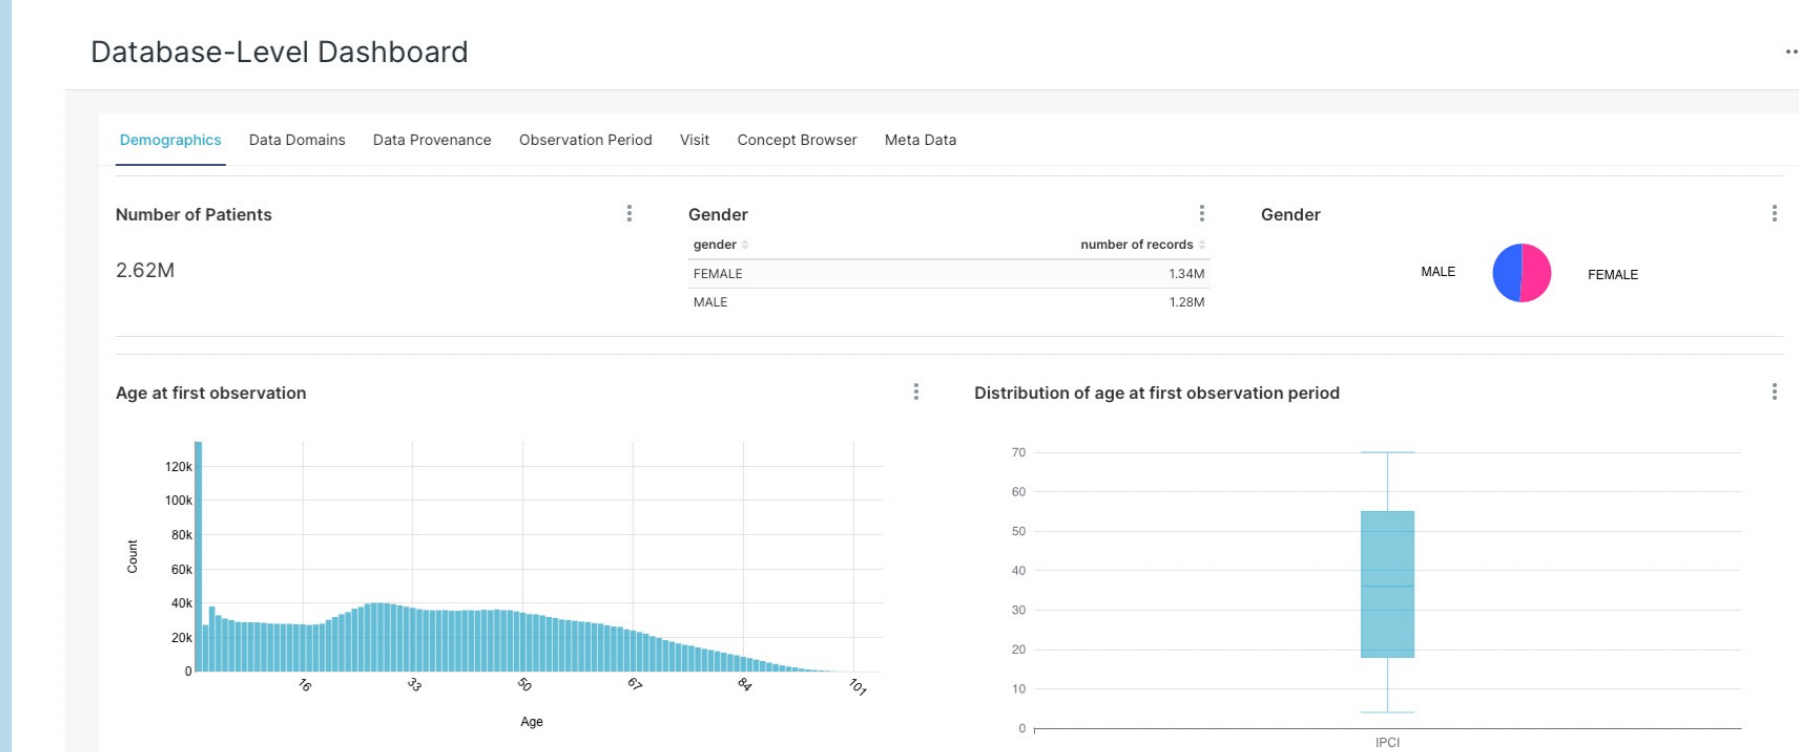 Database-Level Dashboard
Demographics Data Domains Data Provenance Observation Period Visit Concept Browser Meta Data
Number of Patients
2.62M
Gender
gender number of records
FEMALE 1.34M
MALE 1.28M
Gender
MALE FEMALE
Age at first observation
Count
120k
100k
80k
60k
40k
20k
0
16 33 50 67 84 101
Age
Distribution of age at first observation period
70
60
50
40
30
20
10
0
IPCI